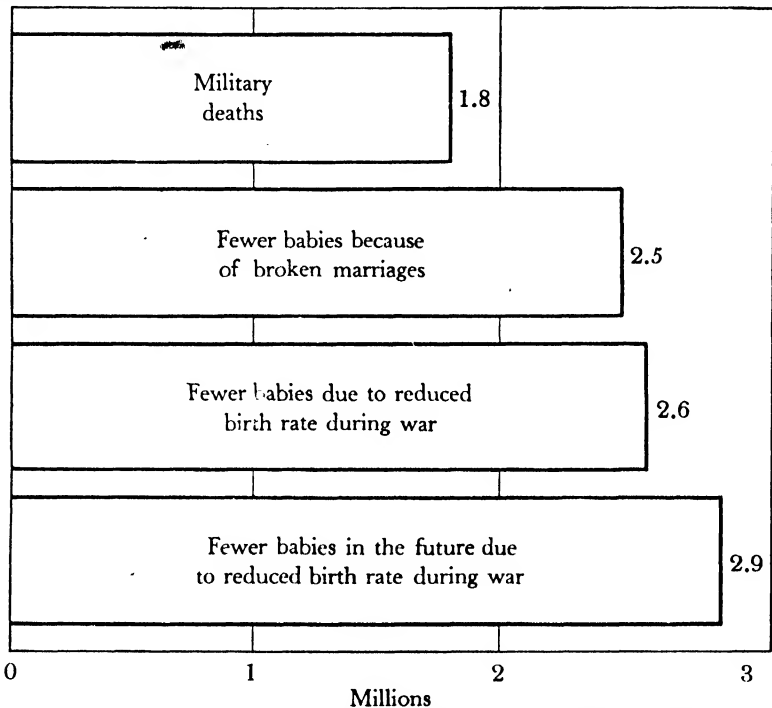 Military
deaths
1.8
Fewer babies because
of broken marriages
2.5
Fewer babies due to reduced
birth rate during war
2.6
Fewer babies in the future due
to reduced birth rate during war
2.9
0 1 2 3
Millions